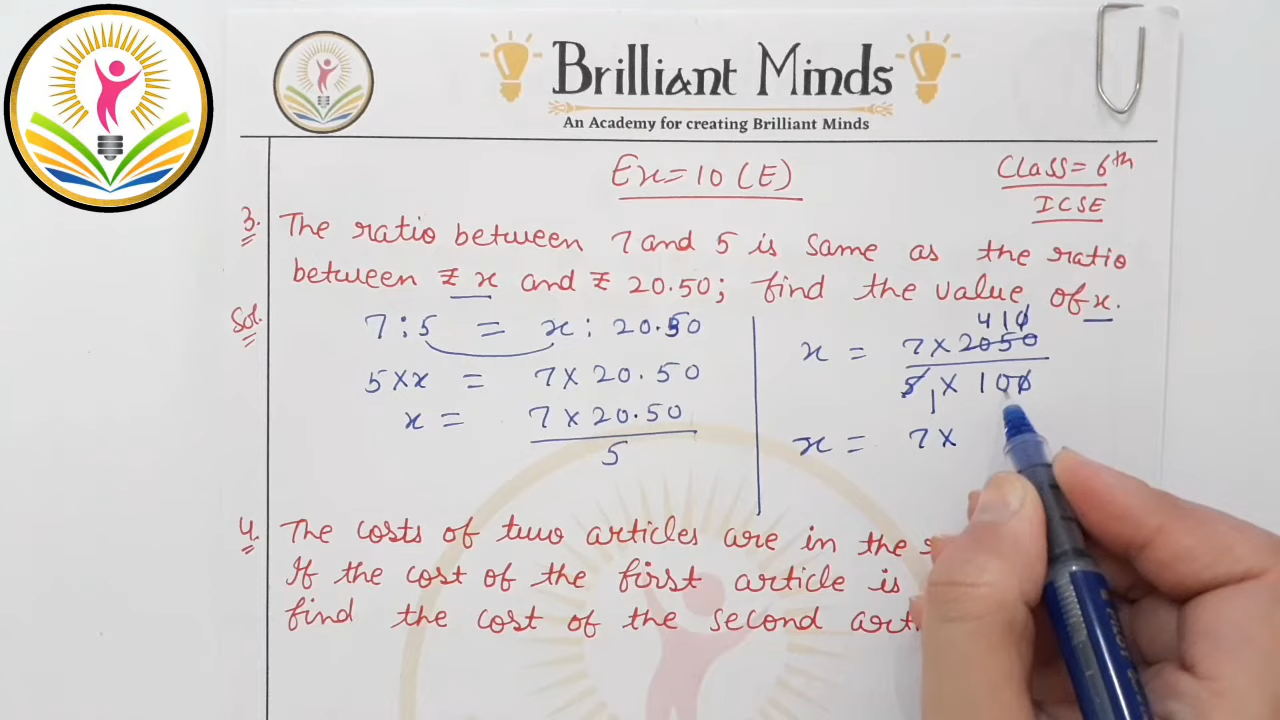 Brilliant Minds
An Academy for creating Brilliant Minds
Ex=10 (E)
Class=6th
ICSE
3. The ratio between 7 and 5 is same as the ratio
between ₹ x and ₹ 20.50; find the value of x.
Sol.
7 : 5 = x : 20.50
5 × x = 7 × 20.50
x = 7 × 20.50
5
410
x = 7 × 2050
5 × 100
1
x = 7 ×
4. The costs of two articles are in the
If the cost of the first article is
find the cost of the second